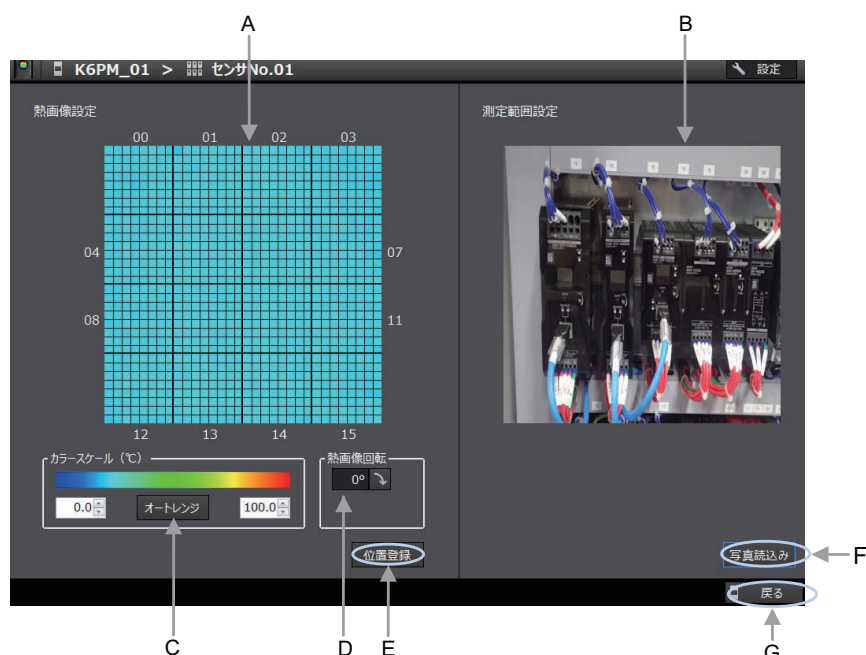 A
B
K6PM_01 > センサNo.01
設定
熱画像設定
測定範囲設定
00 01 02 03
04 07
08 11
12 13 14 15
カラースケール (℃)
熱画像回転
0°
0.0 オートレンジ 100.0
位置登録
写真読込み
F
戻る
C
D
E
G